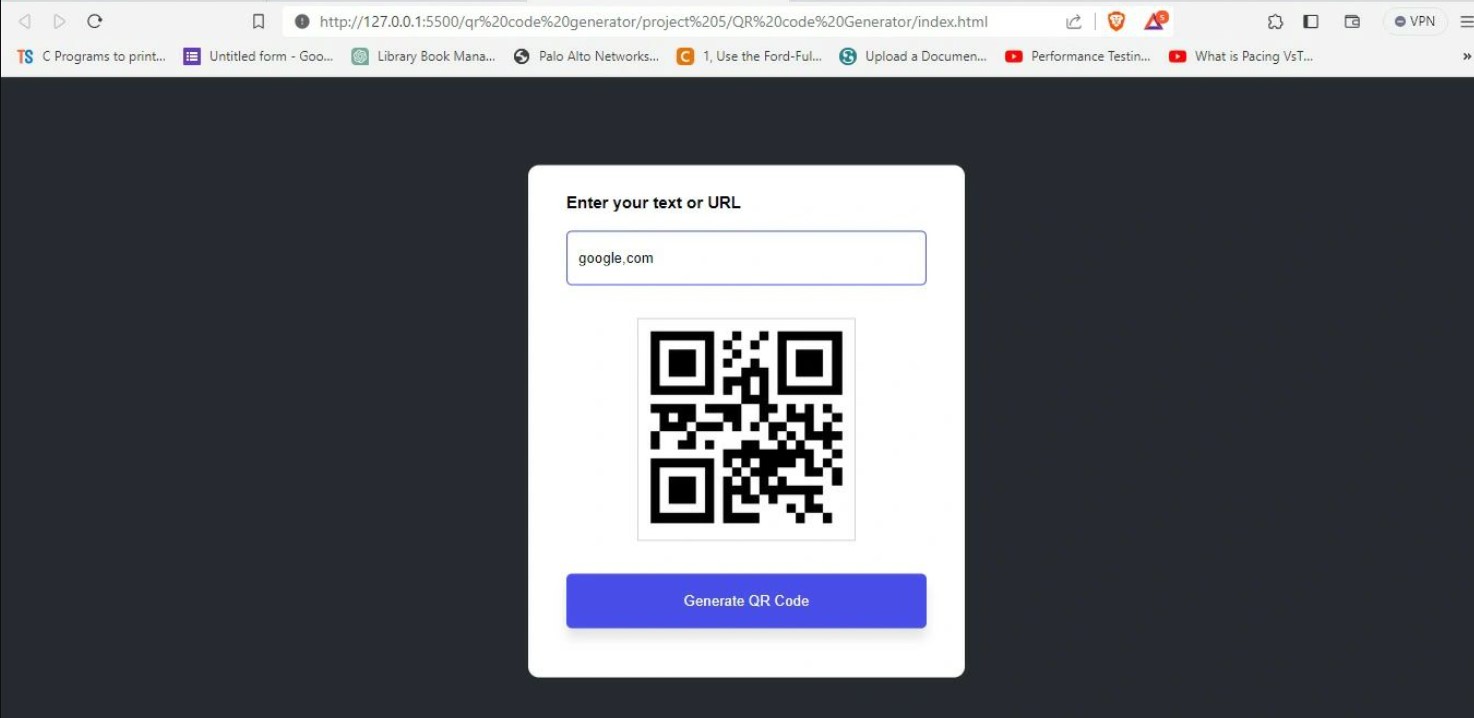 http://127.0.0.1:5500/qr%20code%20generator/project%205/QR%20code%20Generator/index.html
5
VPN
TS C Programs to print... Untitled form - Goo... Library Book Mana... Palo Alto Networks... C 1, Use the Ford-Ful... Upload a Documen... Performance Testin... What is Pacing VsT... »
Enter your text or URL
google,com
Generate QR Code